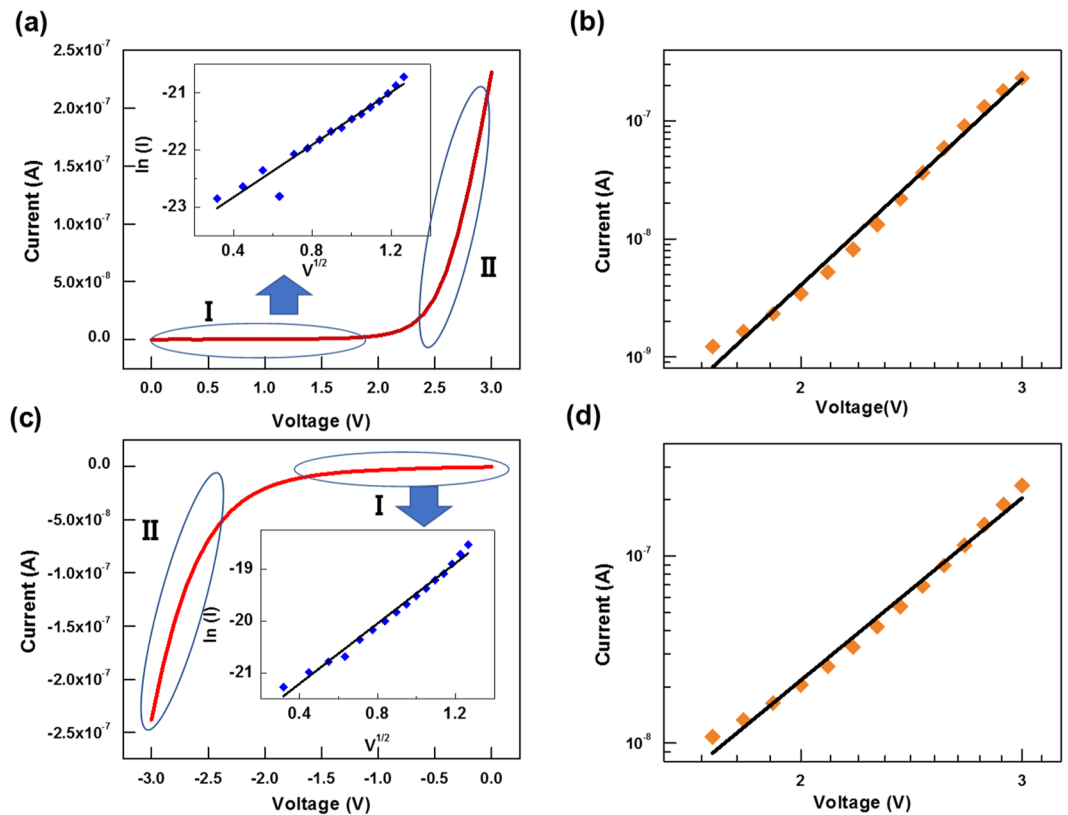 (a)
2.5x10⁻⁷
2.0x10⁻⁷
1.5x10⁻⁷
1.0x10⁻⁷
5.0x10⁻⁸
0.0
Current (A)
0.0 0.5 1.0 1.5 2.0 2.5 3.0
Voltage (V)
I
II
-21
-22
-23
ln (I)
0.4 0.8 1.2
V^1/2
(b)
10⁻⁷
10⁻⁸
10⁻⁹
Current (A)
2 3
Voltage(V)
(c)
0.0
-5.0x10⁻⁸
-1.0x10⁻⁷
-1.5x10⁻⁷
-2.0x10⁻⁷
-2.5x10⁻⁷
Current (A)
-3.0 -2.5 -2.0 -1.5 -1.0 -0.5 0.0
Voltage (V)
II
I
-19
-20
-21
ln (I)
0.4 0.8 1.2
V^1/2
(d)
10⁻⁷
10⁻⁸
Current (A)
2 3
Voltage (V)